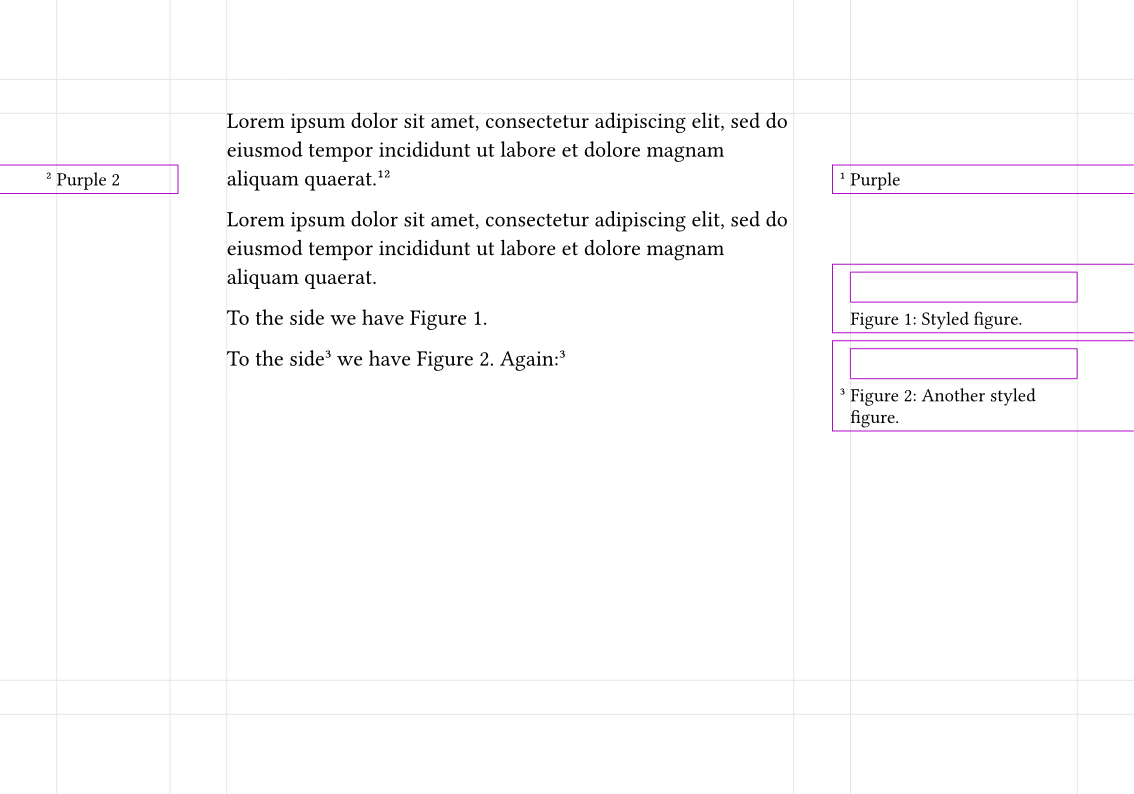 Lorem ipsum dolor sit amet, consectetur adipiscing elit, sed do
eiusmod tempor incididunt ut labore et dolore magnam
aliquam quaerat.¹²
² Purple 2
¹ Purple
Lorem ipsum dolor sit amet, consectetur adipiscing elit, sed do
eiusmod tempor incididunt ut labore et dolore magnam
aliquam quaerat.
To the side we have Figure 1.
Figure 1: Styled figure.
To the side³ we have Figure 2. Again:³
³ Figure 2: Another styled
figure.